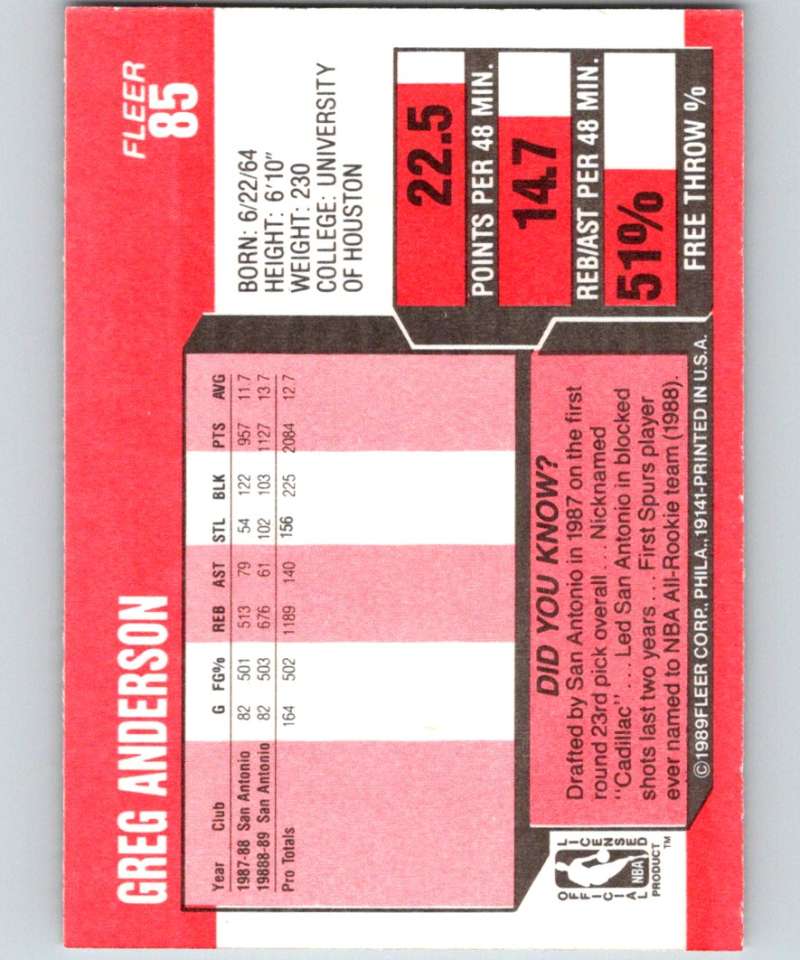 GREG ANDERSON
FLEER
85
BORN: 6/22/64
HEIGHT: 6'10"
WEIGHT: 230
COLLEGE: UNIVERSITY
OF HOUSTON
Year Club G FG% REB AST STL BLK PTS AVG
1987-88 San Antonio 82 501 513 79 54 122 957 11.7
19888-89 San Antonio 82 503 676 61 102 103 1127 13.7
Pro Totals 164 502 1189 140 156 225 2084 12.7
22.5
POINTS PER 48 MIN.
14.7
REB/AST PER 48 MIN.
51%
FREE THROW %
DID YOU KNOW?
Drafted by San Antonio in 1987 on the first
round 23rd pick overall . . . Nicknamed
"Cadillac" . . . Led San Antonio in blocked
shots last two years . . . First Spurs player
ever named to NBA All-Rookie team (1988).
OFFICIAL
LICENSED
NBA
PRODUCT™
©1989FLEER CORP., PHILA., 19141-PRINTED IN U.S.A.